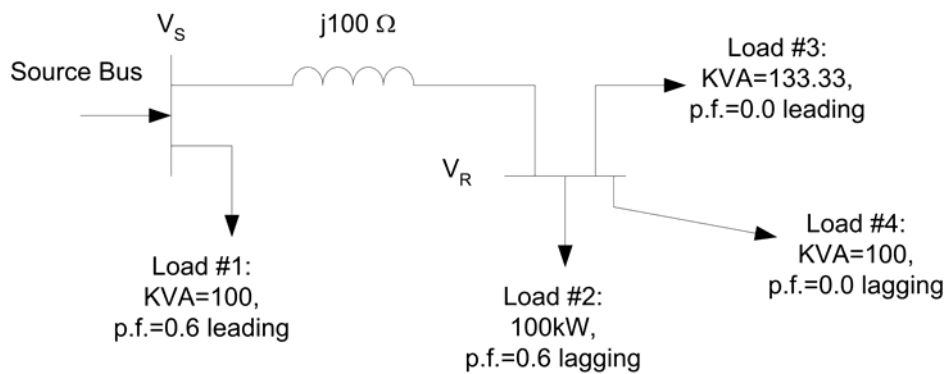 V_S
j100 Ω
Source Bus
Load #3:
KVA=133.33,
p.f.=0.0 leading
V_R
Load #1:
KVA=100,
p.f.=0.6 leading
Load #2:
100kW,
p.f.=0.6 lagging
Load #4:
KVA=100,
p.f.=0.0 lagging